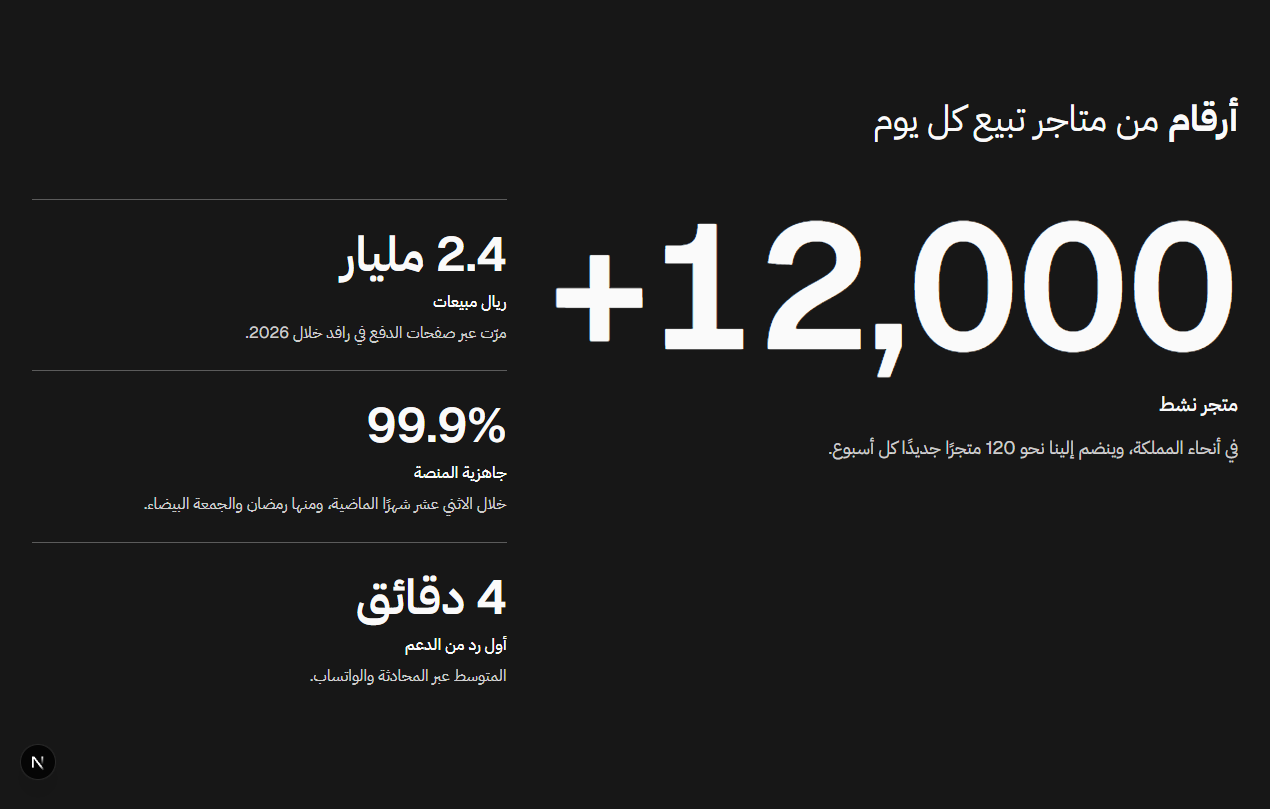 أرقام من متاجر تبيع كل يوم
+12,000
متجر نشط
في أنحاء المملكة، وينضم إلينا نحو 120 متجرًا جديدًا كل أسبوع.
2.4 مليار
ريال مبيعات
مرّت عبر صفحات الدفع في رافد خلال 2026.
99.9%
جاهزية المنصة
خلال الاثني عشر شهرًا الماضية، ومنها رمضان والجمعة البيضاء.
4 دقائق
أول رد من الدعم
المتوسط عبر المحادثة والواتساب.
N